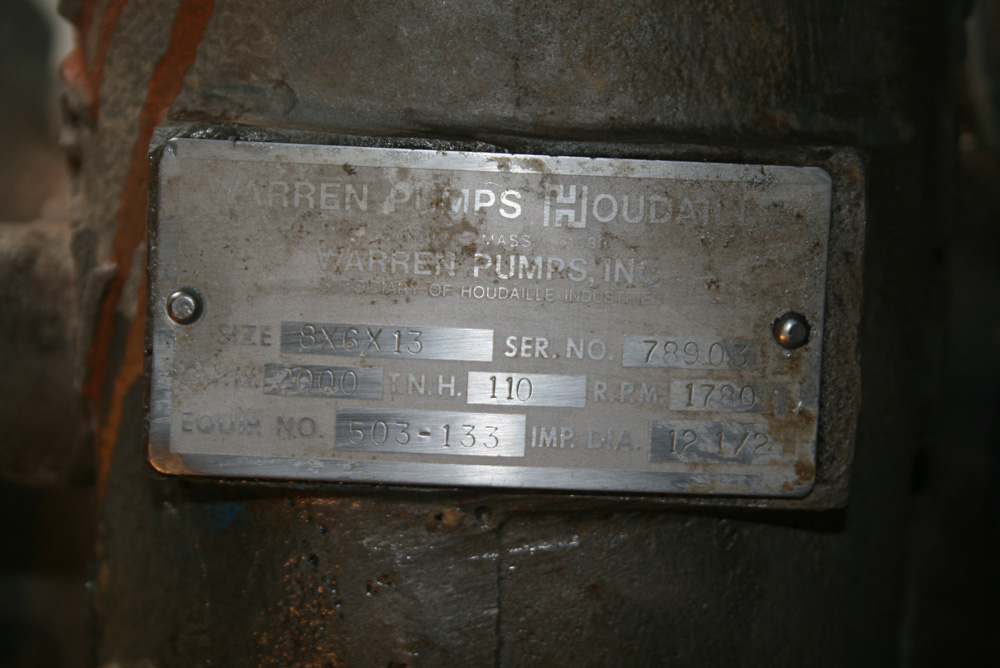 WARREN PUMPS HOUDAILLE
MASS.
WARREN PUMPS, INC.
SUBSIDIARY OF HOUDAILLE INDUSTRIES
SIZE 8X6X13 SER. NO. 78903
G.P.M. 2000 T.N.H. 110 R.P.M. 1780
EQUIP. NO. 503-133 IMP. DIA. 12 1/2